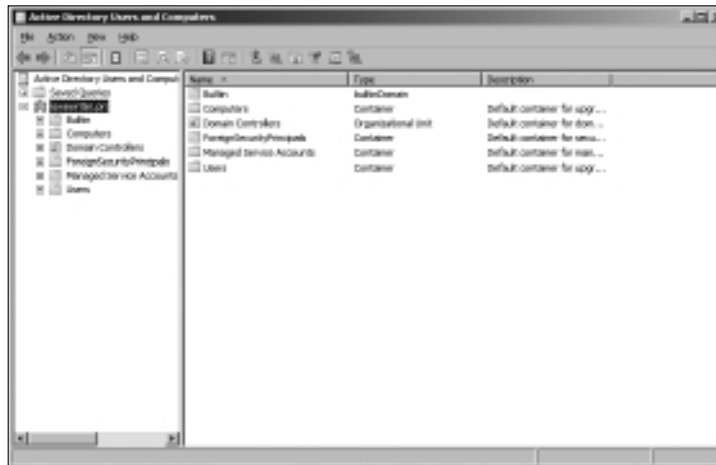 Active Directory Users and Computers
File Action View Help
Active Directory Users and Comput
Saved Queries
Builtin
Computers
Domain Controllers
ForeignSecurityPrincipals
Managed Service Accounts
Users
Name Type Description
Builtin builtinDomain
Computers Container Default container for upgr...
Domain Controllers Organizational Unit Default container for dom...
ForeignSecurityPrincipals Container Default container for secu...
Managed Service Accounts Container Default container for man...
Users Container Default container for upgr...